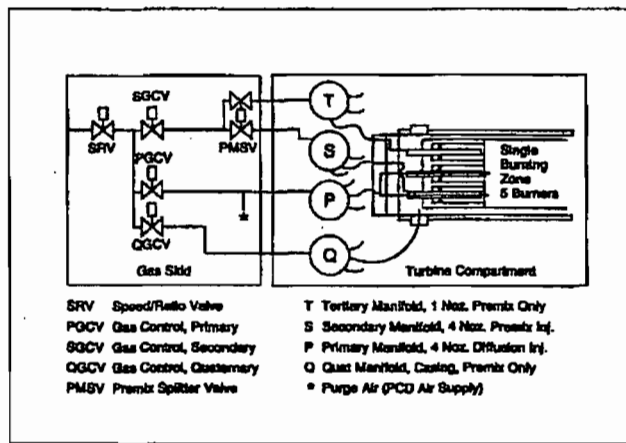 SGCV
SRV
PMSV
PGCV
QGCV
T
S
P
Q
*
Single
Burning
Zone
5 Burners
Gas Skid
Turbine Compartment
SRV Speed/Ratio Valve
PGCV Gas Control, Primary
SGCV Gas Control, Secondary
QGCV Gas Control, Quaternary
PMSV Premix Splitter Valve
T Tertiary Manifold, 1 Noz. Premix Only
S Secondary Manifold, 4 Noz. Premix Inj.
P Primary Manifold, 4 Noz. Diffusion Inj.
Q Quat Manifold, Casing, Premix Only
* Purge Air (PCD Air Supply)